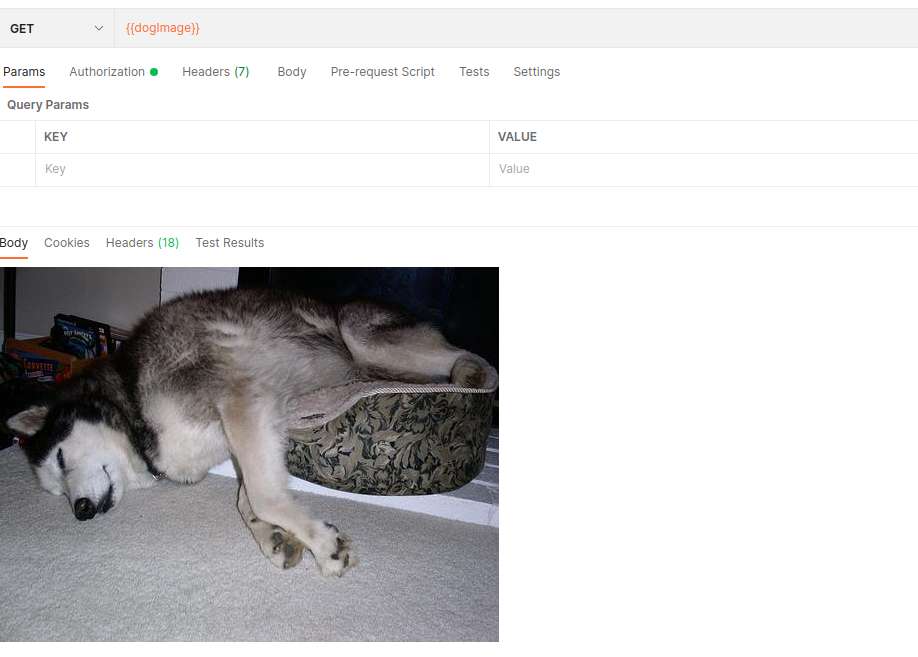 GET {{dogImage}}
Params Authorization Headers (7) Body Pre-request Script Tests Settings
Query Params
KEY VALUE
Key Value
Body Cookies Headers (18) Test Results
CORVETTE